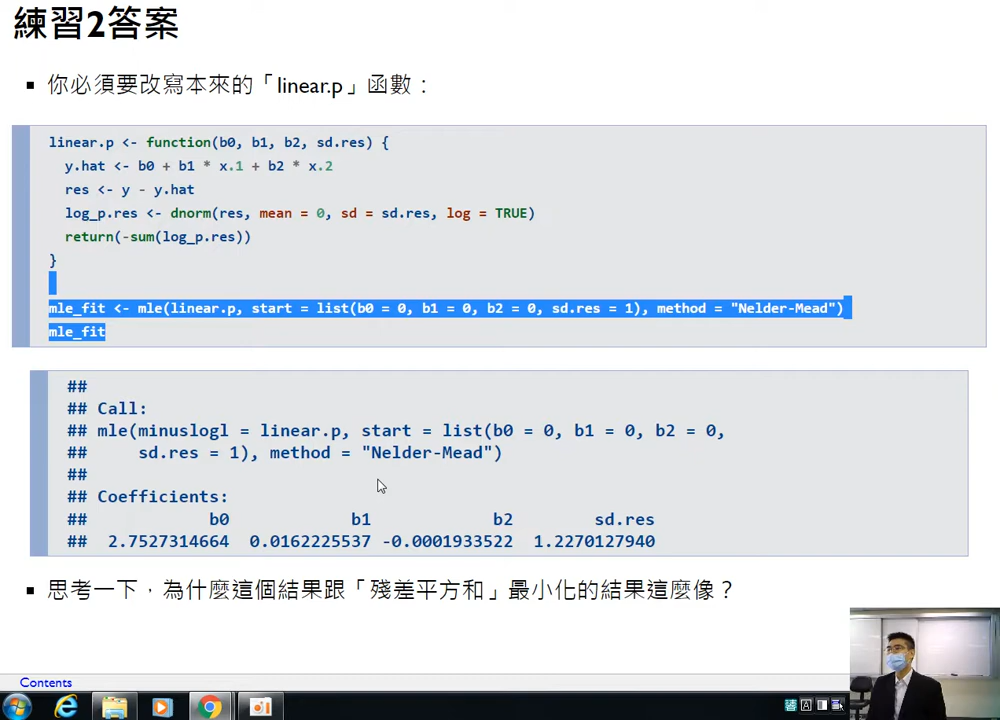 練習2答案
▪ 你必須要改寫本來的「linear.p」函數：
linear.p <- function(b0, b1, b2, sd.res) {
  y.hat <- b0 + b1 * x.1 + b2 * x.2
  res <- y - y.hat
  log_p.res <- dnorm(res, mean = 0, sd = sd.res, log = TRUE)
  return(-sum(log_p.res))
}
mle_fit <- mle(linear.p, start = list(b0 = 0, b1 = 0, b2 = 0, sd.res = 1), method = "Nelder-Mead")
mle_fit
##
## Call:
## mle(minuslogl = linear.p, start = list(b0 = 0, b1 = 0, b2 = 0,
##     sd.res = 1), method = "Nelder-Mead")
##
## Coefficients:
##            b0            b1            b2        sd.res
##  2.7527314664  0.0162225537 -0.0001933522  1.2270127940
▪ 思考一下，為什麼這個結果跟「殘差平方和」最小化的結果這麼像？
Contents